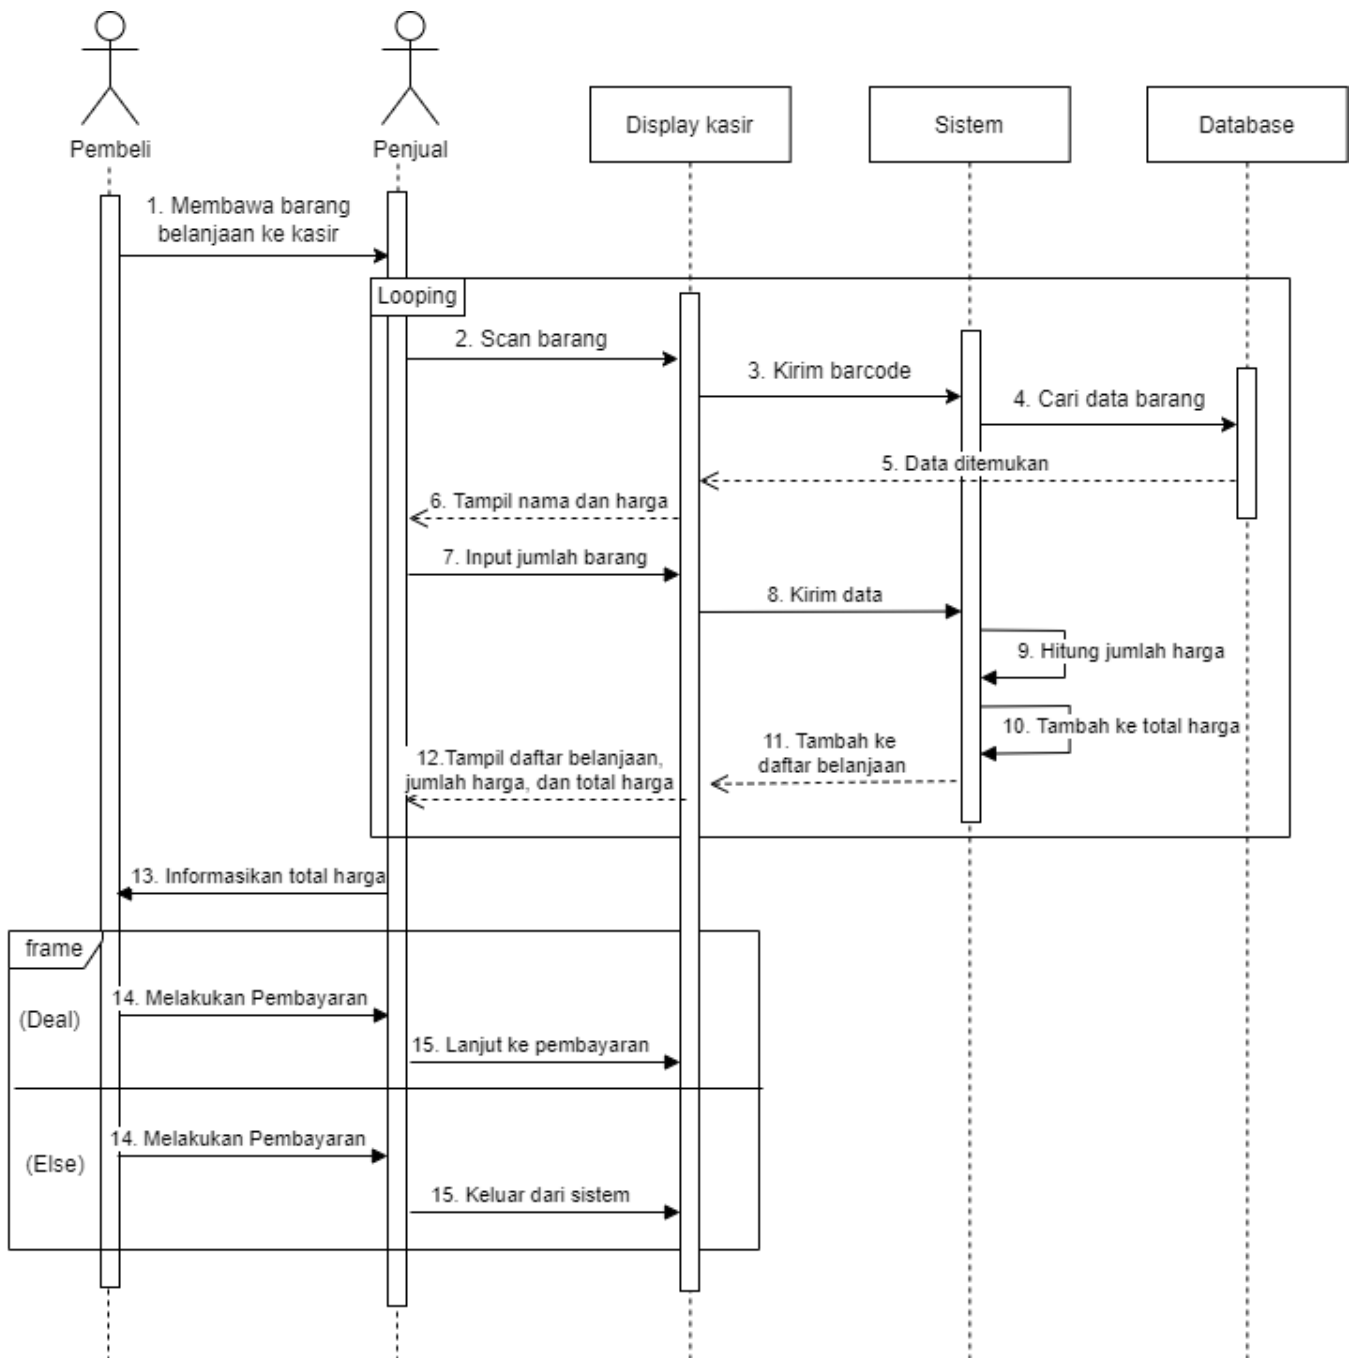 Pembeli
Penjual
Display kasir
Sistem
Database
1. Membawa barang
belanjaan ke kasir
Looping
2. Scan barang
3. Kirim barcode
4. Cari data barang
5. Data ditemukan
6. Tampil nama dan harga
7. Input jumlah barang
8. Kirim data
9. Hitung jumlah harga
10. Tambah ke total harga
11. Tambah ke
daftar belanjaan
12.Tampil daftar belanjaan,
jumlah harga, dan total harga
13. Informasikan total harga
frame
(Deal)
14. Melakukan Pembayaran
15. Lanjut ke pembayaran
(Else)
14. Melakukan Pembayaran
15. Keluar dari sistem